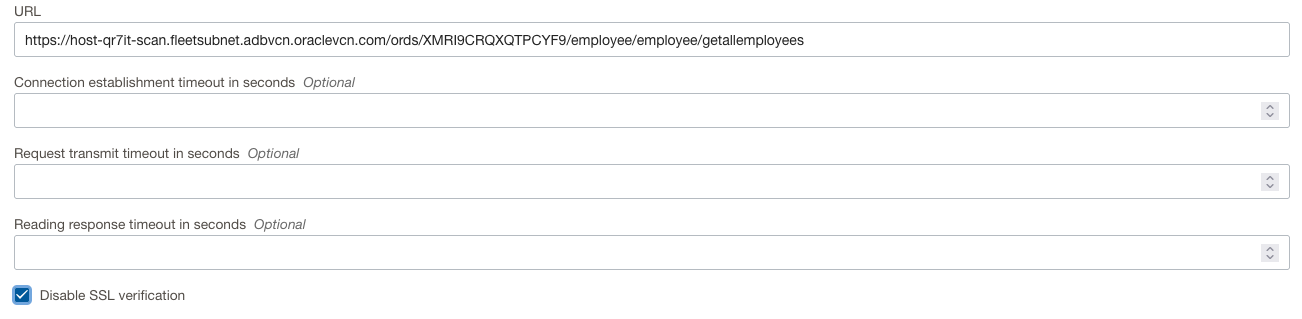 URL
https://host-qr7it-scan.fleetsubnet.adbvcn.oraclevcn.com/ords/XMRI9CRQXQTPCYF9/employee/employee/getallemployees
Connection establishment timeout in seconds Optional
Request transmit timeout in seconds Optional
Reading response timeout in seconds Optional
Disable SSL verification